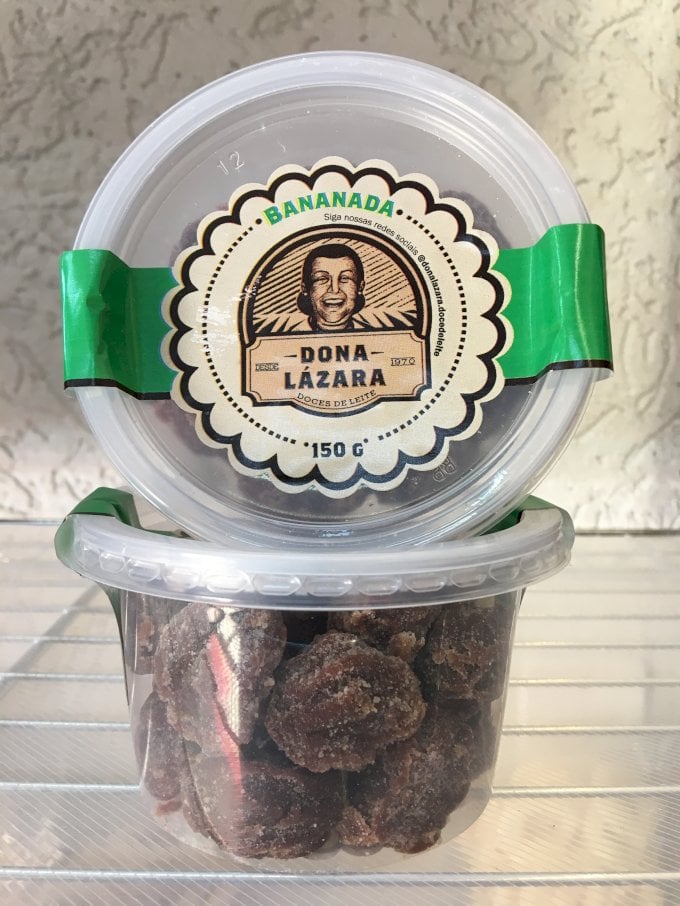 12
BANANADA
Siga nossas redes sociais @donalazara.docedeleite
DONA
DESDE 1970
LÁZARA
DOCES DE LEITE
150 G